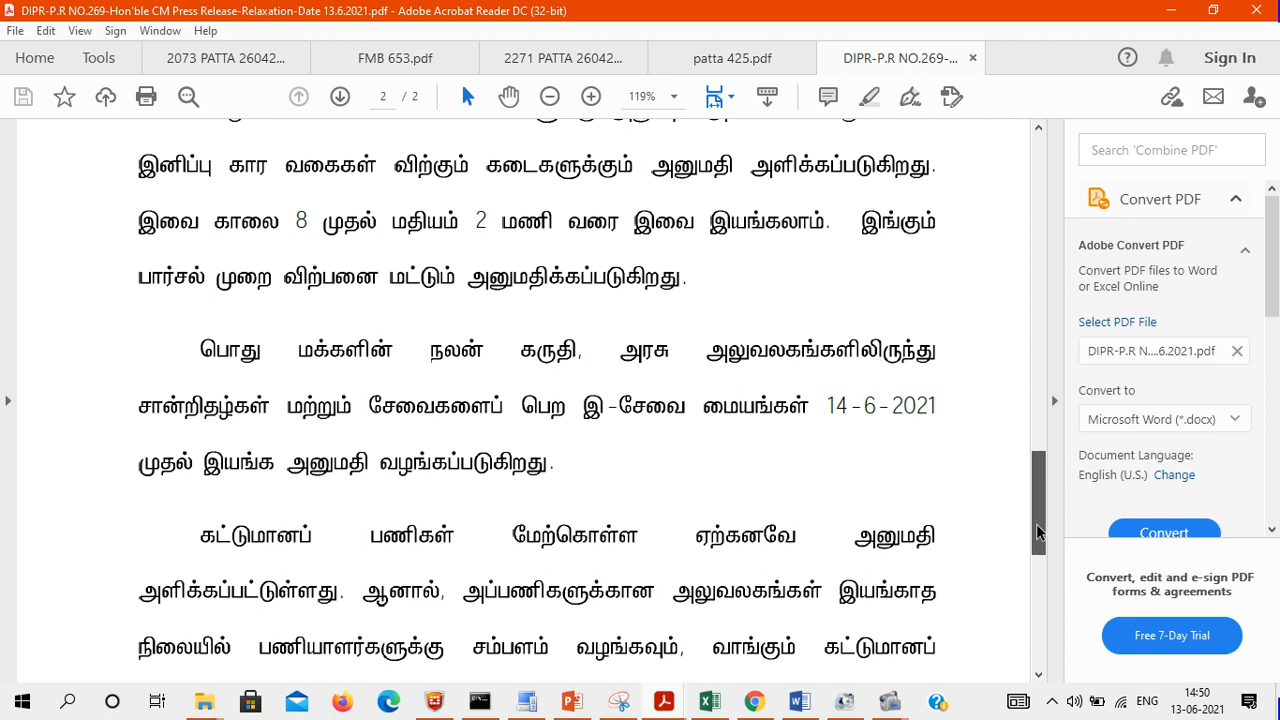 DIPR-P.R NO.269-Hon'ble CM Press Release-Relaxation-Date 13.6.2021.pdf - Adobe Acrobat Reader DC (32-bit)
File Edit View Sign Window Help
Home Tools 2073 PATTA 26042... FMB 653.pdf 2271 PATTA 26042... patta 425.pdf DIPR-P.R NO.269-... Sign In
2 / 2 119%
இனிப்பு கார வகைகள் விற்கும் கடைகளுக்கும் அனுமதி அளிக்கப்படுகிறது.
இவை காலை 8 முதல் மதியம் 2 மணி வரை இவை இயங்கலாம். இங்கும்
பார்சல் முறை விற்பனை மட்டும் அனுமதிக்கப்படுகிறது.
பொது மக்களின் நலன் கருதி, அரசு அலுவலகங்களிலிருந்து
சான்றிதழ்கள் மற்றும் சேவைகளைப் பெற இ-சேவை மையங்கள் 14-6-2021
முதல் இயங்க அனுமதி வழங்கப்படுகிறது.
கட்டுமானப் பணிகள் மேற்கொள்ள ஏற்கனவே அனுமதி
அளிக்கப்பட்டுள்ளது. ஆனால், அப்பணிகளுக்கான அலுவலகங்கள் இயங்காத
நிலையில் பணியாளர்களுக்கு சம்பளம் வழங்கவும், வாங்கும் கட்டுமானப்
Search 'Combine PDF'
Convert PDF
Adobe Convert PDF
Convert PDF files to Word
or Excel Online
Select PDF File
DIPR-P.R N....6.2021.pdf
Convert to
Microsoft Word (*.docx)
Document Language:
English (U.S.) Change
Convert
Convert, edit and e-sign PDF
forms & agreements
Free 7-Day Trial
ENG 14:50
13-06-2021